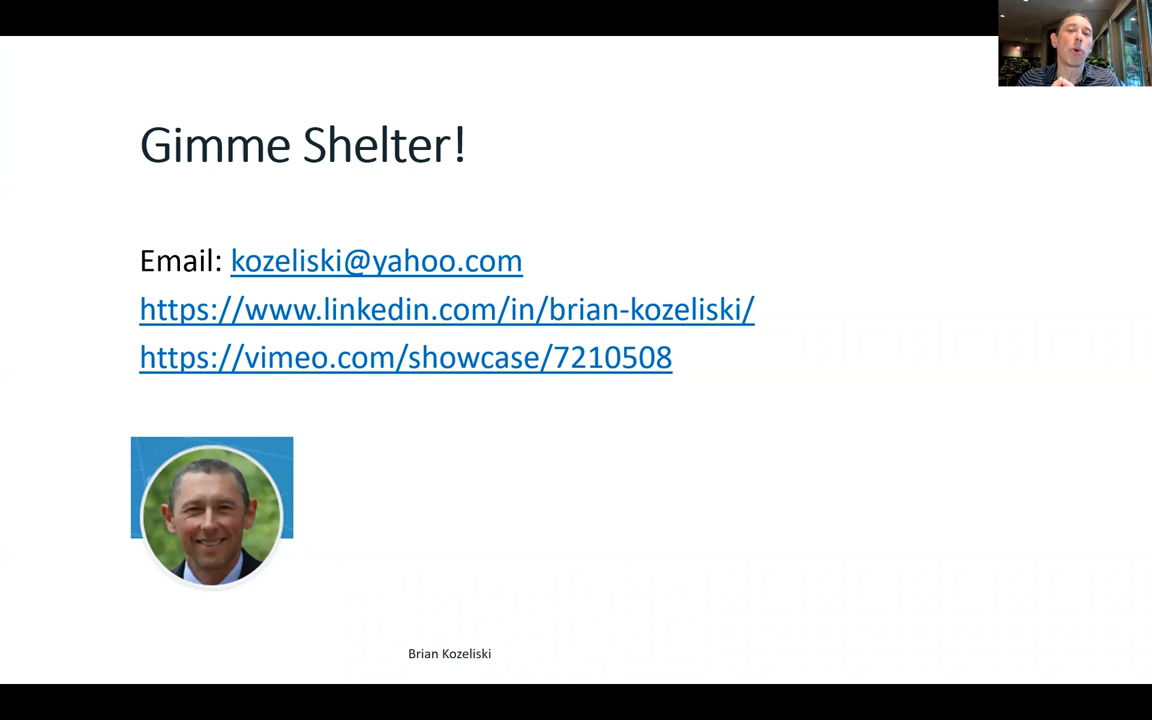 Gimme Shelter!
Email: kozeliski@yahoo.com
https://www.linkedin.com/in/brian-kozeliski/
https://vimeo.com/showcase/7210508
Brian Kozeliski